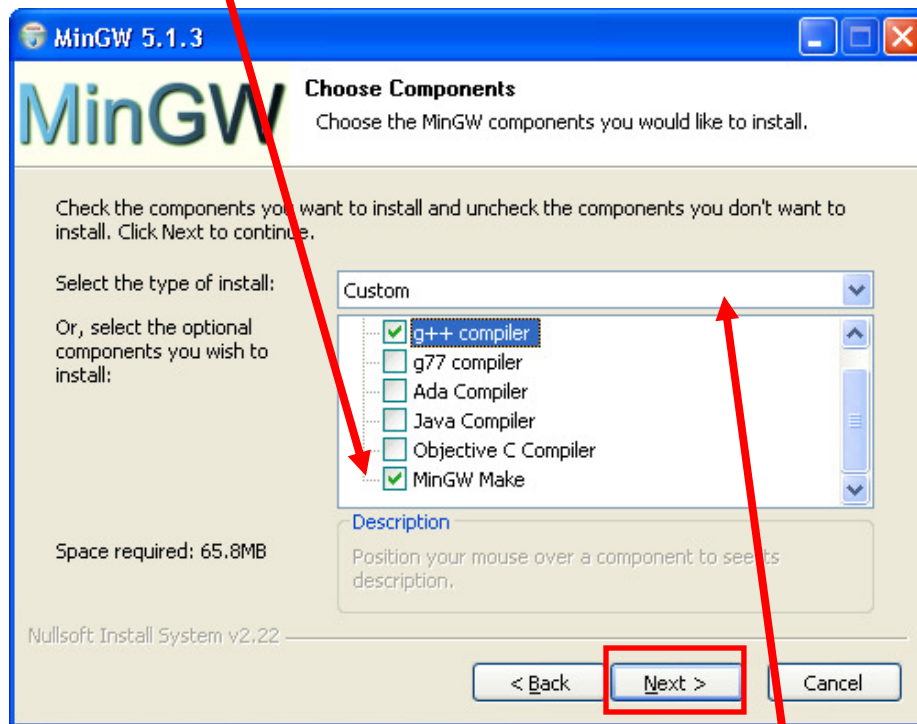 MinGW 5.1.3
MinGW
Choose Components
Choose the MinGW components you would like to install.
Check the components you want to install and uncheck the components you don't want to
install. Click Next to continue.
Select the type of install:
Custom
Or, select the optional
components you wish to
install:
g++ compiler
g77 compiler
Ada Compiler
Java Compiler
Objective C Compiler
MinGW Make
Space required: 65.8MB
Description
Position your mouse over a component to see its
description.
Nullsoft Install System v2.22
< Back
Next >
Cancel